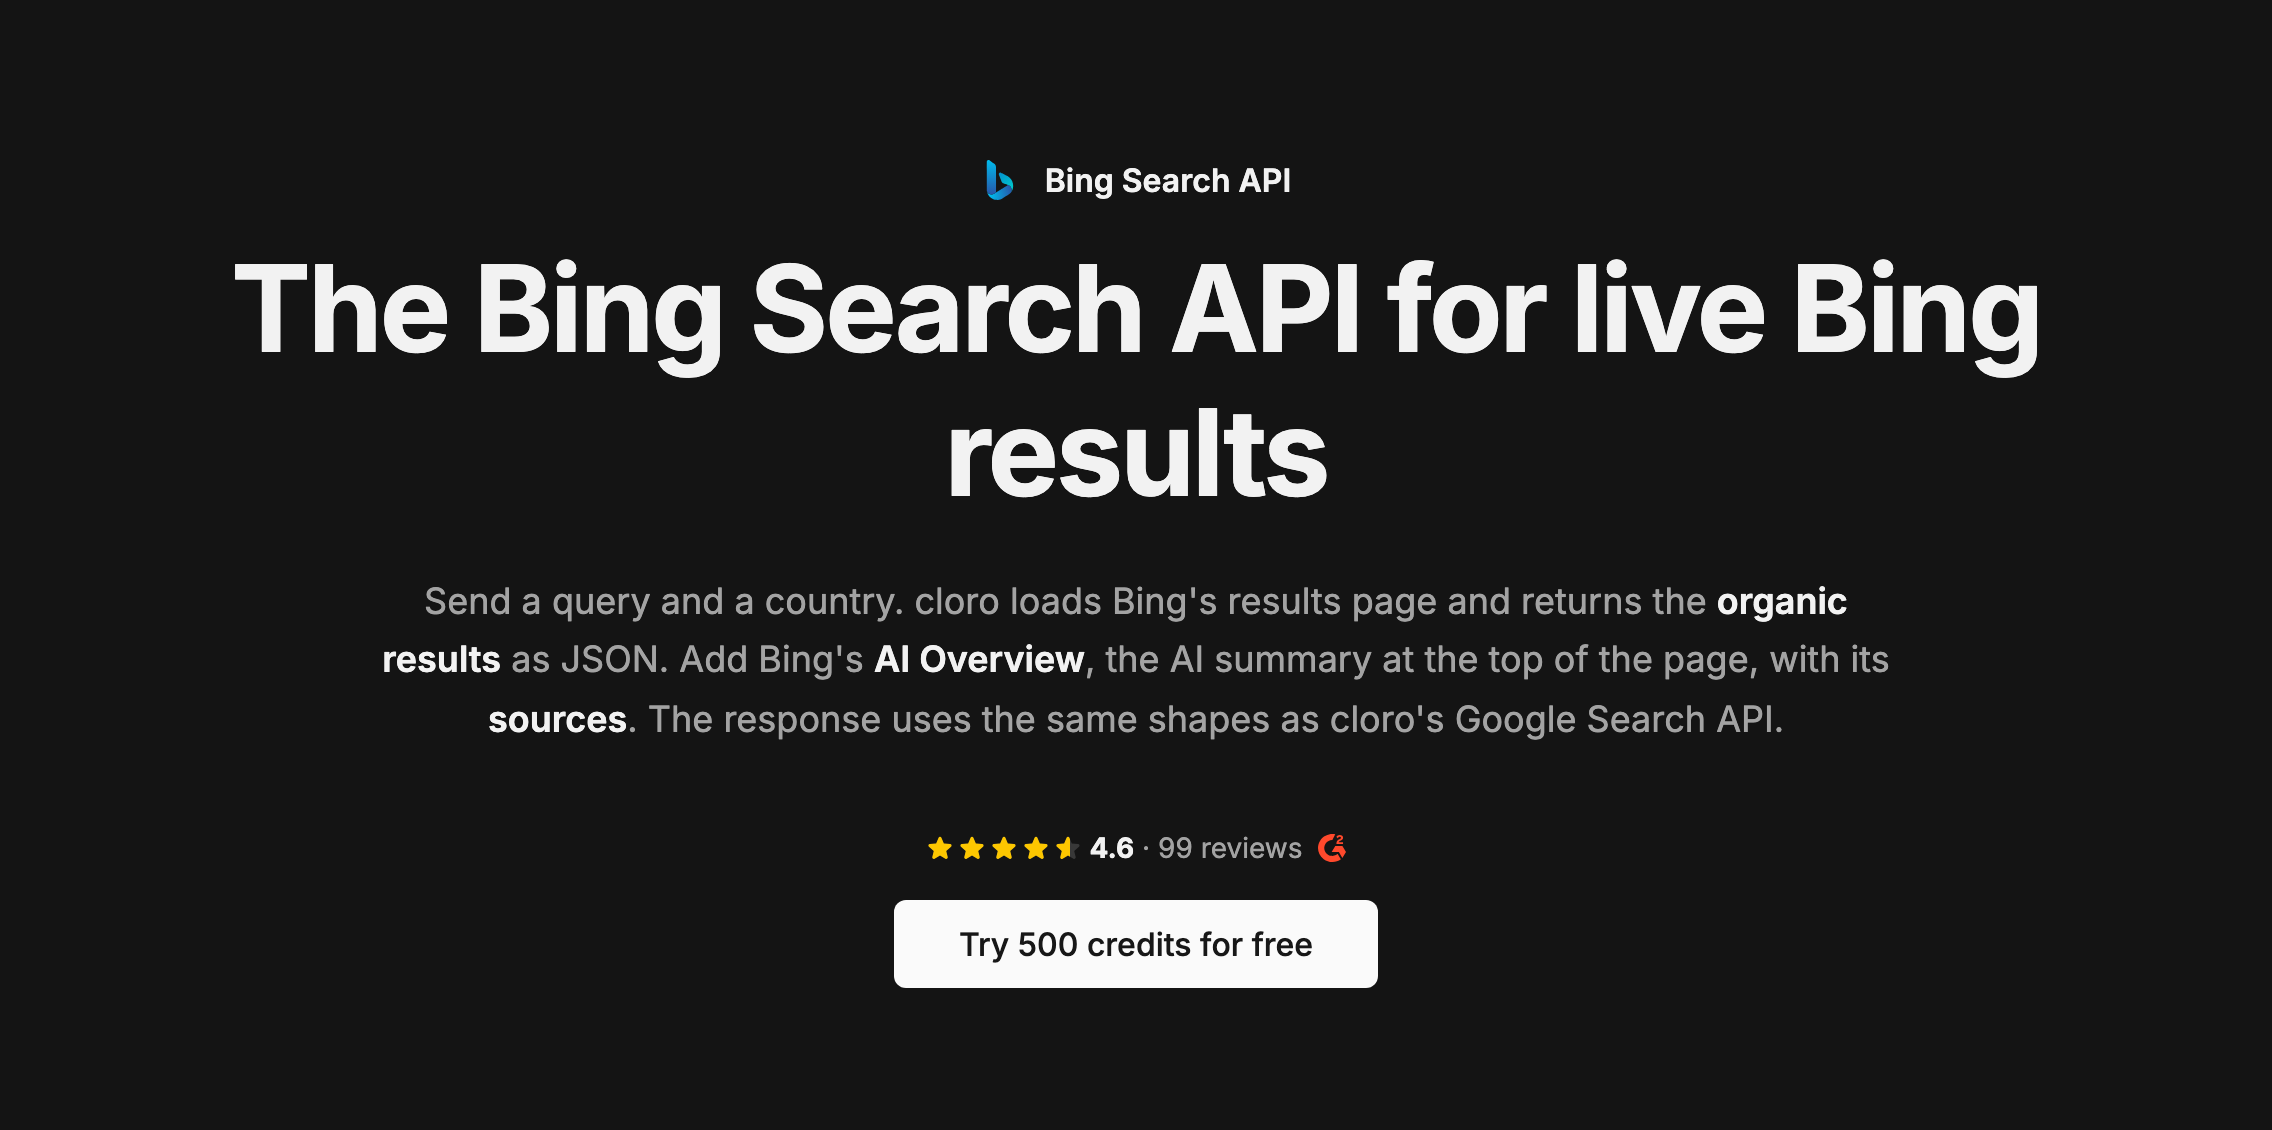 Bing Search API
The Bing Search API for live Bing
results
Send a query and a country. cloro loads Bing's results page and returns the organic
results as JSON. Add Bing's AI Overview, the AI summary at the top of the page, with its
sources. The response uses the same shapes as cloro's Google Search API.
4.6 · 99 reviews G2
Try 500 credits for free